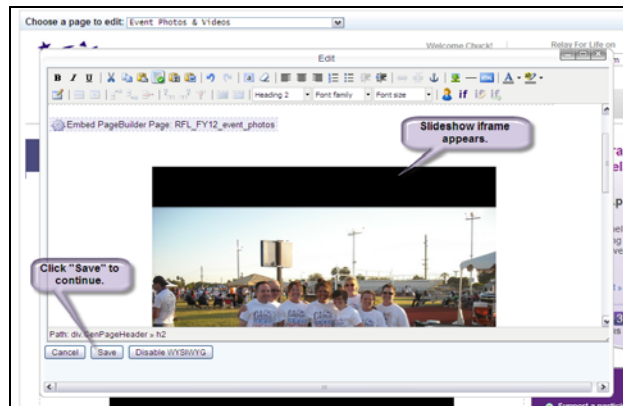 Choose a page to edit: Event Photos & Videos
Welcome Chuck!
Relay For Life on
Edit
B I U
Heading 2 Font family Font size if
Embed PageBuilder Page: RFL_FY12_event_photos
Slideshow iframe
appears.
Click "Save" to
continue.
Path: div.GenPageHeader » h2
Cancel Save Disable WYSIWYG